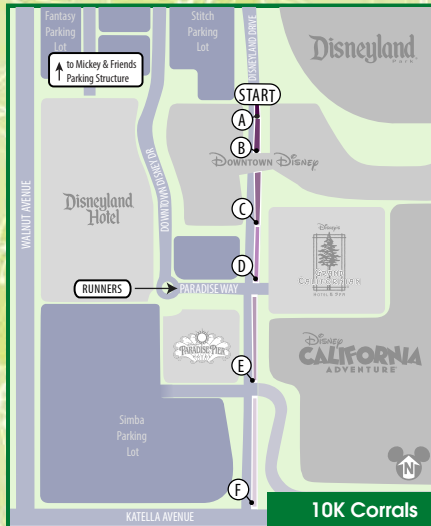 Fantasy
Parking
Lot
Stitch
Parking
Lot
DISNEYLAND DRIVE
Disneyland
PARK
to Mickey & Friends
Parking Structure
START
A
B
DOWNTOWN DISNEY
WALNUT AVENUE
Disneyland
Hotel
DOWNTOWN DISNEY DR
C
Disney's
GRAND
CALIFORNIAN
HOTEL & SPA
D
RUNNERS
PARADISE WAY
PARADISE PIER
HOTEL
Disney
CALIFORNIA
ADVENTURE
E
Simba
Parking
Lot
F
N
KATELLA AVENUE
10K Corrals